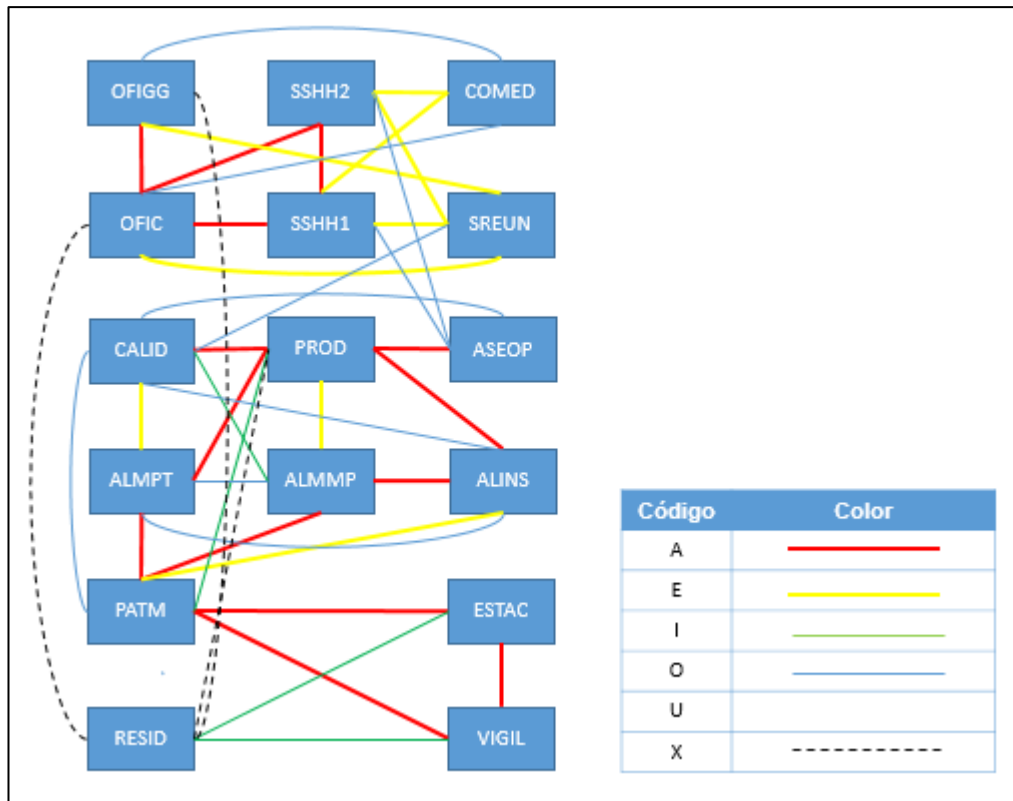 OFIGG SSHH2 COMED
OFIC SSHH1 SREUN
CALID PROD ASEOP
ALMPT ALMMP ALINS
PATM ESTAC
RESID VIGIL
Código Color
A
E
I
O
U
X